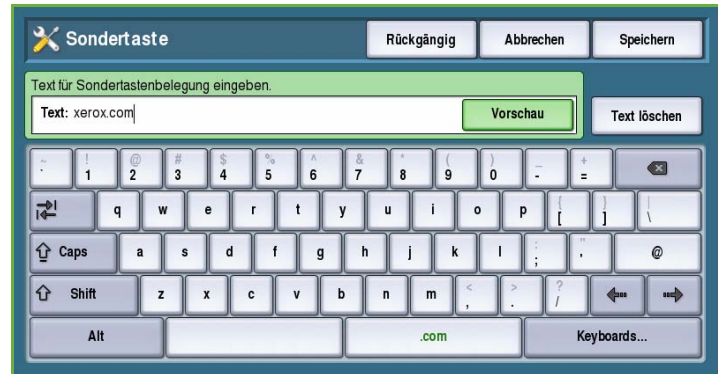 Sondertaste
Rückgängig
Abbrechen
Speichern
Text für Sondertastenbelegung eingeben.
Text: xerox.com
Vorschau
Text löschen
~ ! @ # $ % ^ & * ( ) _ +
` 1 2 3 4 5 6 7 8 9 0 - =
q w e r t y u i o p { [ } ] | \
Caps a s d f g h j k l : ; " ' @
Shift z x c v b n m < , > . ? /
Alt .com Keyboards...